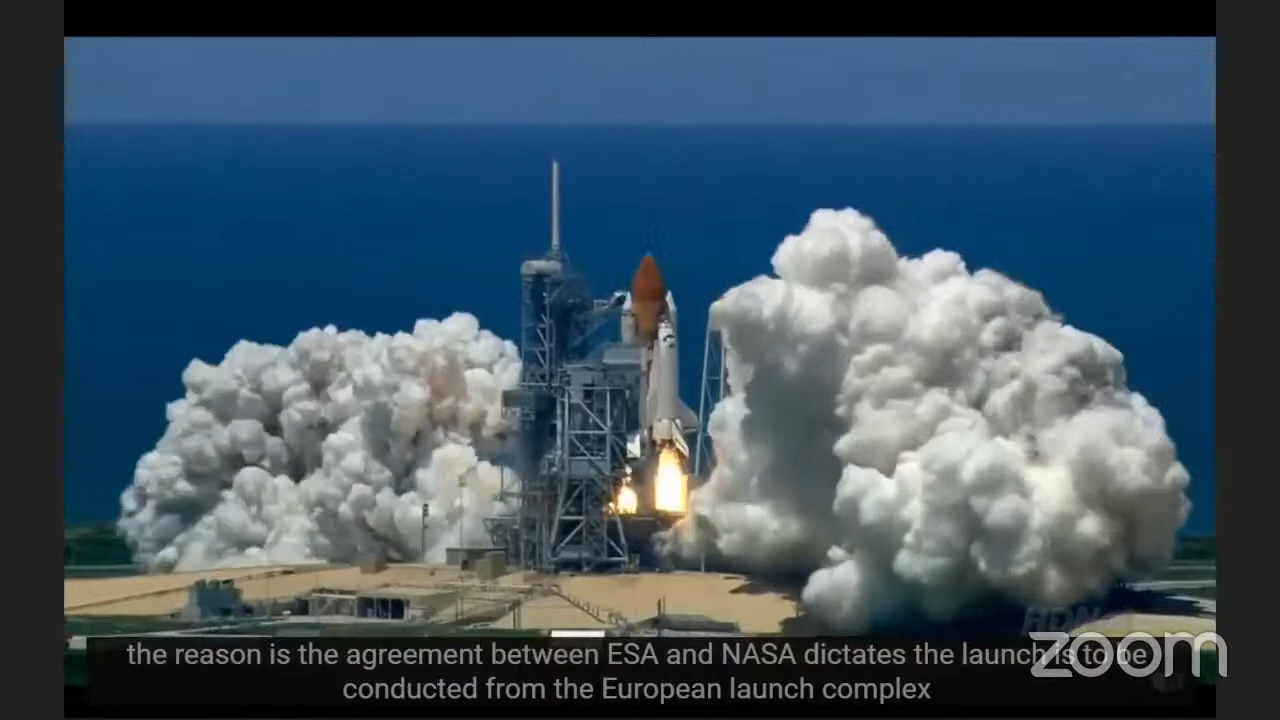 the reason is the agreement between ESA and NASA dictates the launch is to be
conducted from the European launch complex
zoom